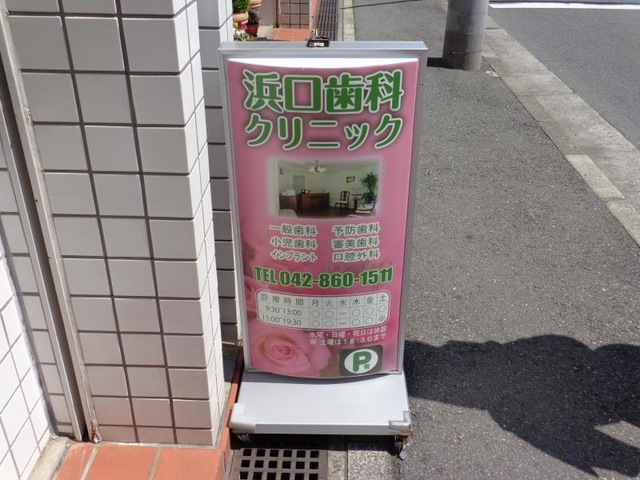 浜口歯科
クリニック
一般歯科 予防歯科
小児歯科 審美歯科
インプラント 口腔外科
TEL 042-860-1511
診療時間 月 火 水 木 金 土
9:30~13:00 ○ ○ － ○ ○ ○
15:00~19:30 ○ ○ － ○ ○ ※
水曜・日曜・祝日は休診
※ 土曜は18:30まで
P有